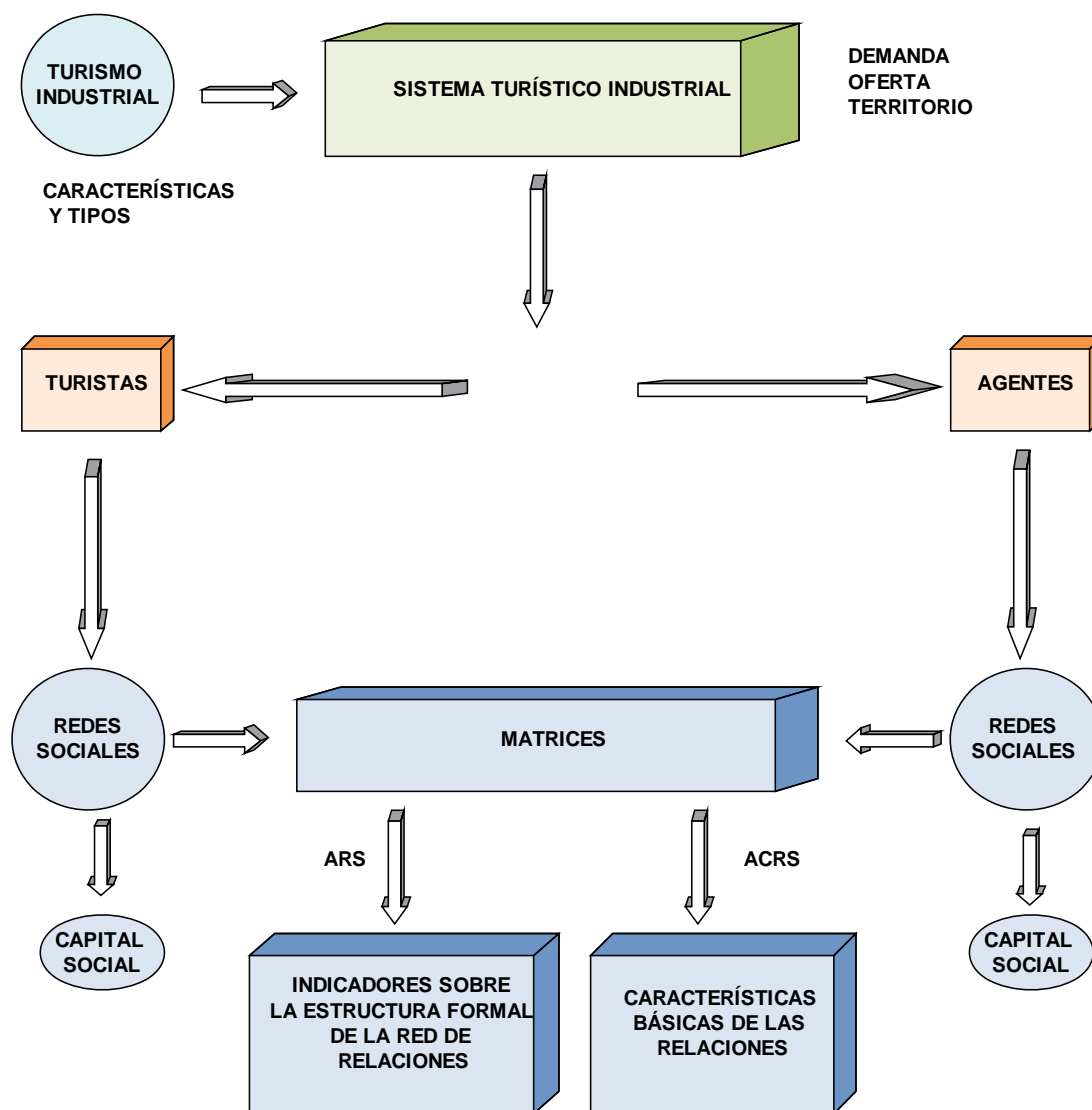 TURISMO
INDUSTRIAL
SISTEMA TURÍSTICO INDUSTRIAL
DEMANDA
OFERTA
TERRITORIO
CARACTERÍSTICAS
Y TIPOS
TURISTAS
AGENTES
REDES
SOCIALES
MATRICES
REDES
SOCIALES
ARS
ACRS
CAPITAL
SOCIAL
INDICADORES SOBRE
LA ESTRUCTURA FORMAL
DE LA RED DE
RELACIONES
CARACTERÍSTICAS
BÁSICAS DE LAS
RELACIONES
CAPITAL
SOCIAL